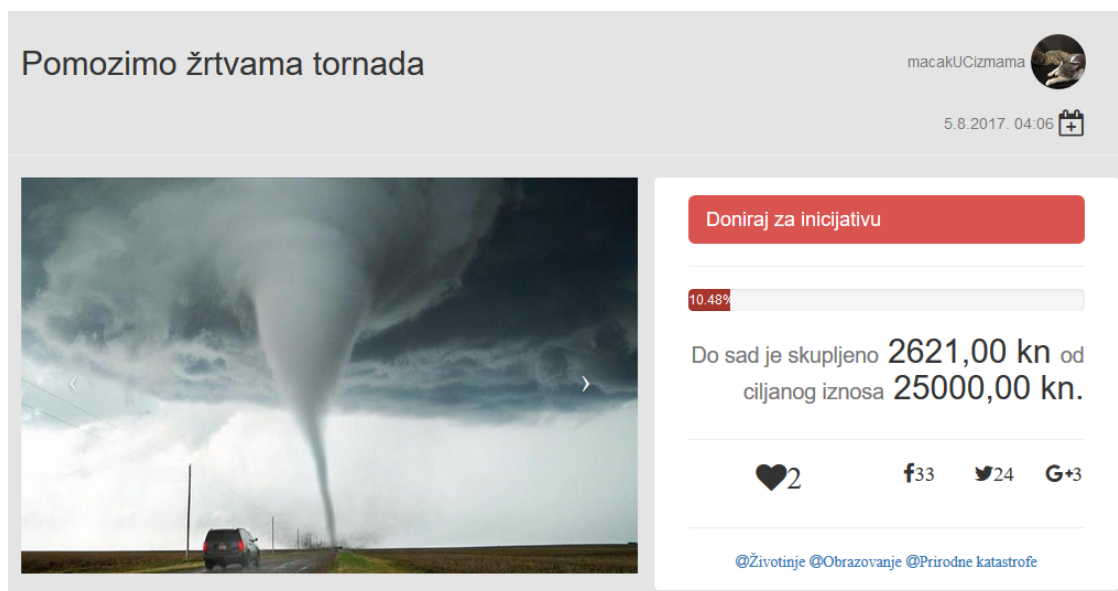 Pomozimo žrtvama tornada
macakUCizmama
5.8.2017. 04:06
Doniraj za inicijativu
10.48%
Do sad je skupljeno 2621,00 kn od
ciljanog iznosa 25000,00 kn.
2 33 24 G+3
@Životinje @Obrazovanje @Prirodne katastrofe